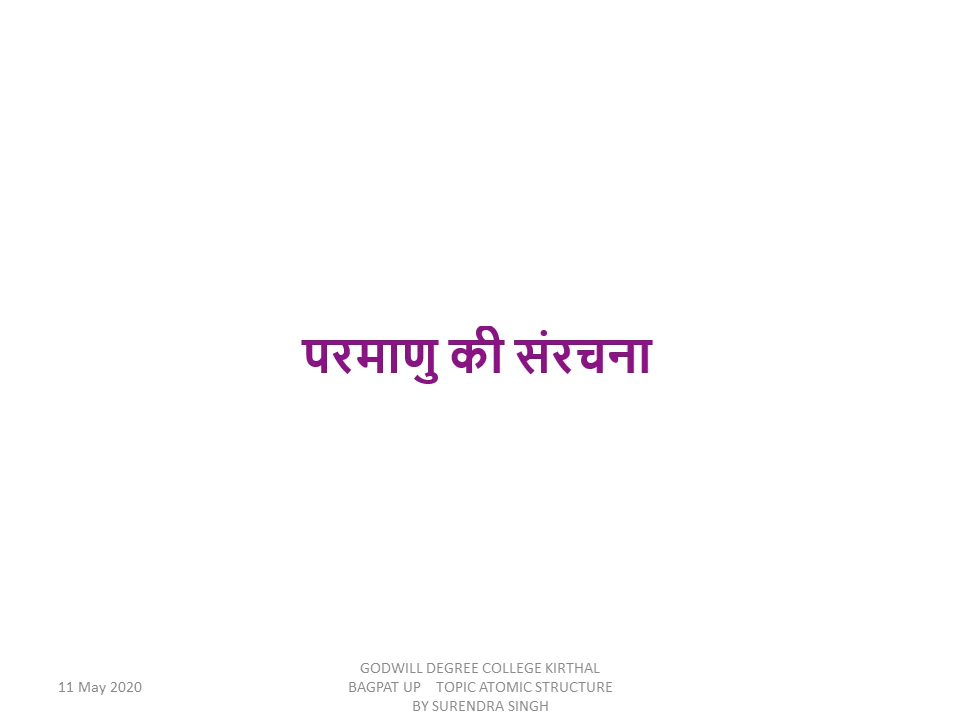 परमाणु की संरचना
GODWILL DEGREE COLLEGE KIRTHAL
11 May 2020
BAGPAT UP    TOPIC ATOMIC STRUCTURE
BY SURENDRA SINGH